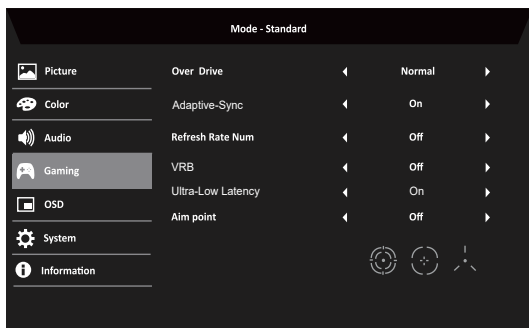 Mode - Standard
Picture
Over Drive Normal
Color
Adaptive-Sync On
Audio
Refresh Rate Num Off
Gaming
VRB Off
Ultra-Low Latency On
OSD
Aim point Off
System
Information